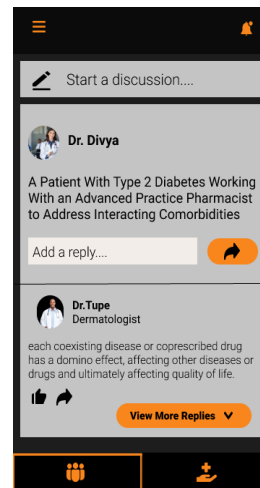 Start a discussion....
Dr. Divya
A Patient With Type 2 Diabetes Working
With an Advanced Practice Pharmacist
to Address Interacting Comorbidities
Add a reply....
Dr.Tupe
Dermatologist
each coexisting disease or coprescribed drug
has a domino effect, affecting other diseases or
drugs and ultimately affecting quality of life.
View More Replies